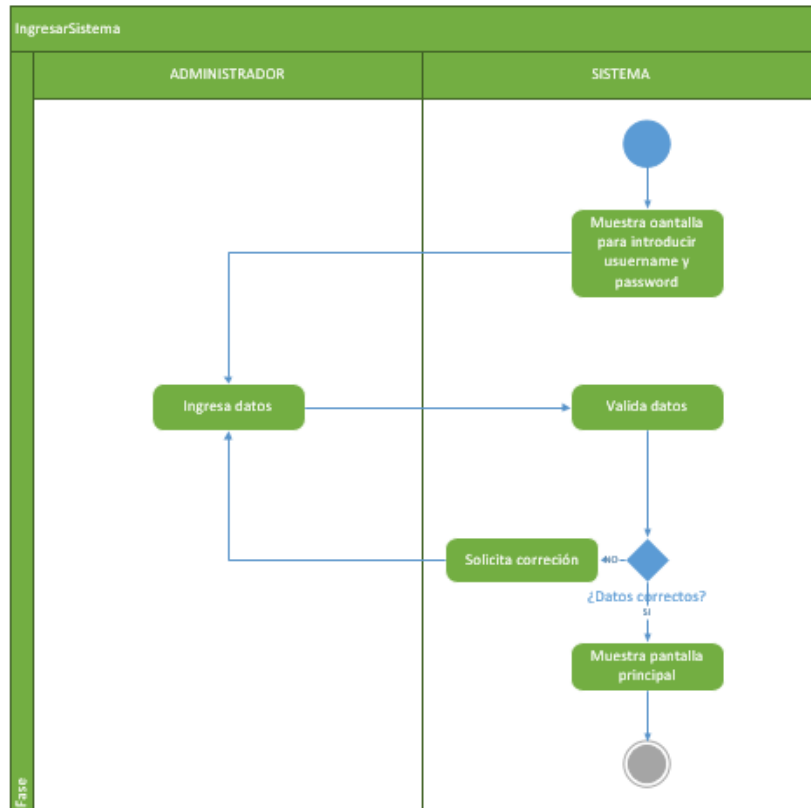 IngresarSistema
ADMINISTRADOR
SISTEMA
Muestra oantalla
para introducir
usuername y
password
Ingresa datos
Valida datos
Solicita correción
NO
¿Datos correctos?
SI
Muestra pantalla
principal
Fase